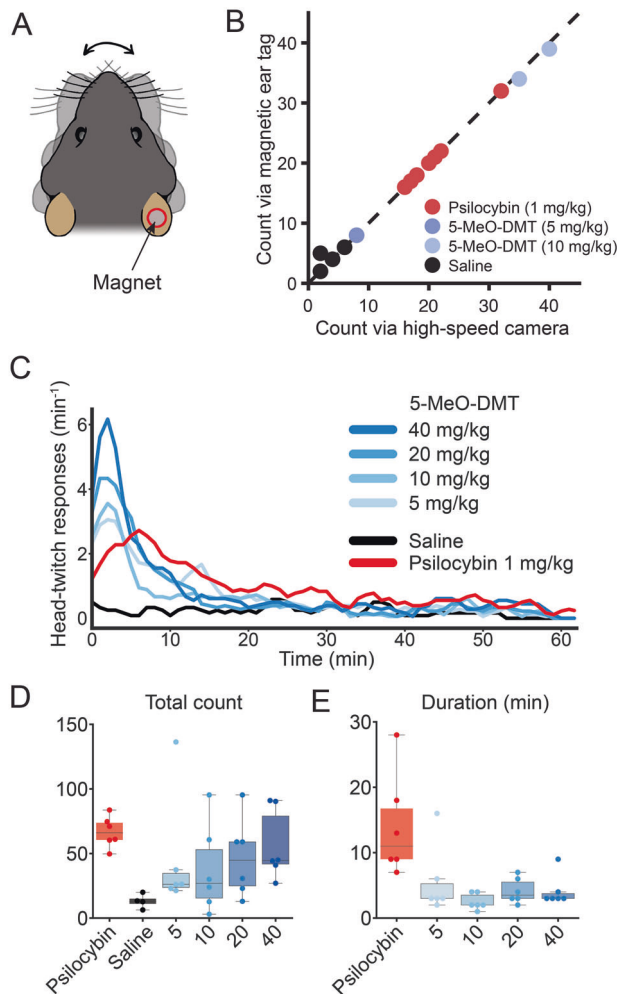 A
Magnet
B
Count via magnetic ear tag
40
30
20
10
0
0
10
20
30
40
Count via high-speed camera
Psilocybin (1 mg/kg)
5-MeO-DMT (5 mg/kg)
5-MeO-DMT (10 mg/kg)
Saline
C
Head-twitch responses (min⁻¹)
6
4
2
0
0
10
20
30
40
50
60
Time (min)
5-MeO-DMT
40 mg/kg
20 mg/kg
10 mg/kg
5 mg/kg
Saline
Psilocybin 1 mg/kg
D
Total count
150
100
50
0
Psilocybin
Saline
5
10
20
40
E
Duration (min)
30
20
10
0
Psilocybin
5
10
20
40